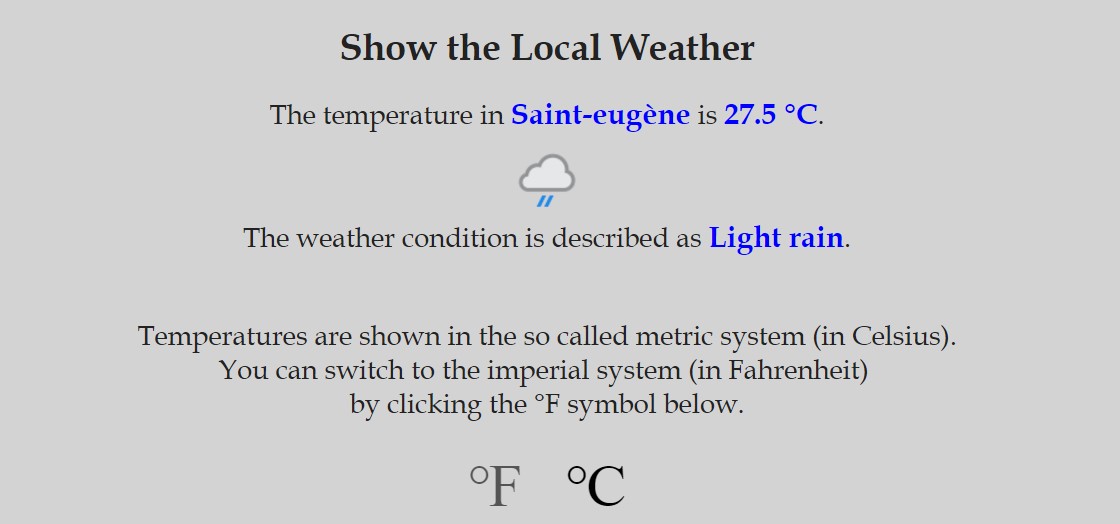 Show the Local Weather
The temperature in Saint-eugène is 27.5 °C.
The weather condition is described as Light rain.
Temperatures are shown in the so called metric system (in Celsius).
You can switch to the imperial system (in Fahrenheit)
by clicking the °F symbol below.
°F °C